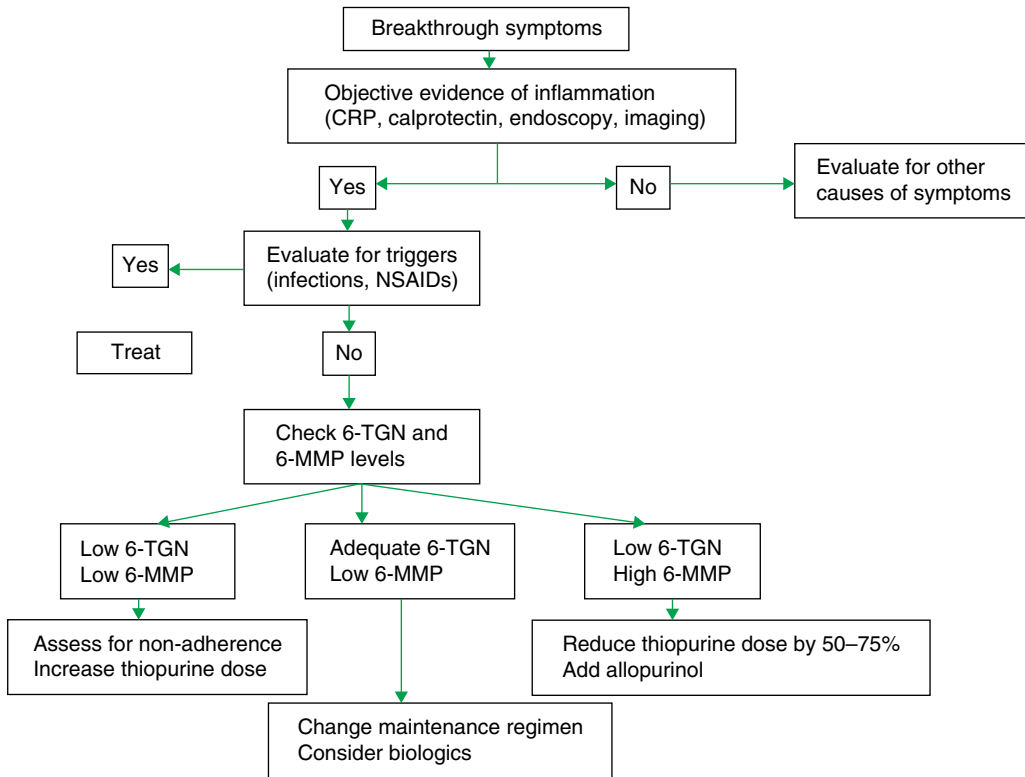 Breakthrough symptoms
Objective evidence of inflammation
(CRP, calprotectin, endoscopy, imaging)
Yes
No
Evaluate for other
causes of symptoms
Yes
Evaluate for triggers
(infections, NSAIDs)
Treat
No
Check 6-TGN and
6-MMP levels
Low 6-TGN
Low 6-MMP
Adequate 6-TGN
Low 6-MMP
Low 6-TGN
High 6-MMP
Assess for non-adherence
Increase thiopurine dose
Reduce thiopurine dose by 50–75%
Add allopurinol
Change maintenance regimen
Consider biologics